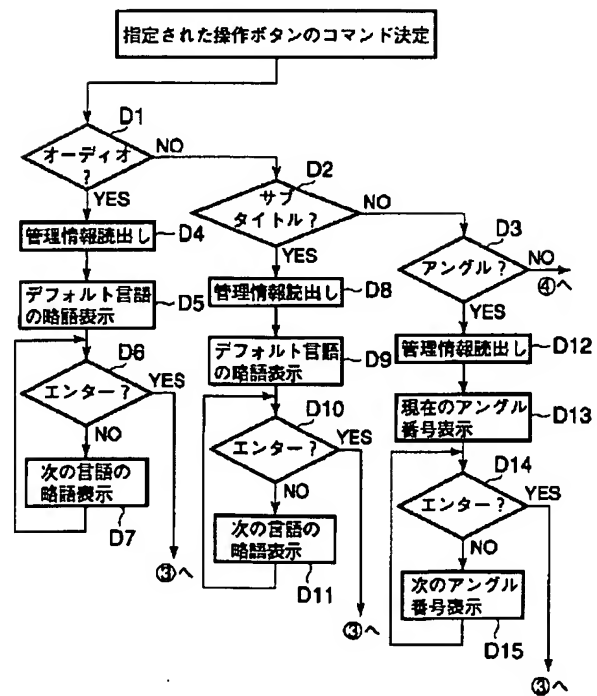 指定された操作ボタンのコマンド決定
D1
オーディオ
?
NO
YES
D2
サブ
タイトル?
NO
YES
D3
アングル?
NO
④へ
YES
管理情報読出し
D4
デフォルト言語
の略語表示
D5
D6
エンター?
YES
NO
次の言語の
略語表示
D7
③へ
管理情報読出し
D8
デフォルト言語
の略語表示
D9
D10
エンター?
YES
NO
次の言語の
略語表示
D11
③へ
管理情報読出し
D12
現在のアングル
番号表示
D13
D14
エンター?
YES
NO
次のアングル
番号表示
D15
③へ